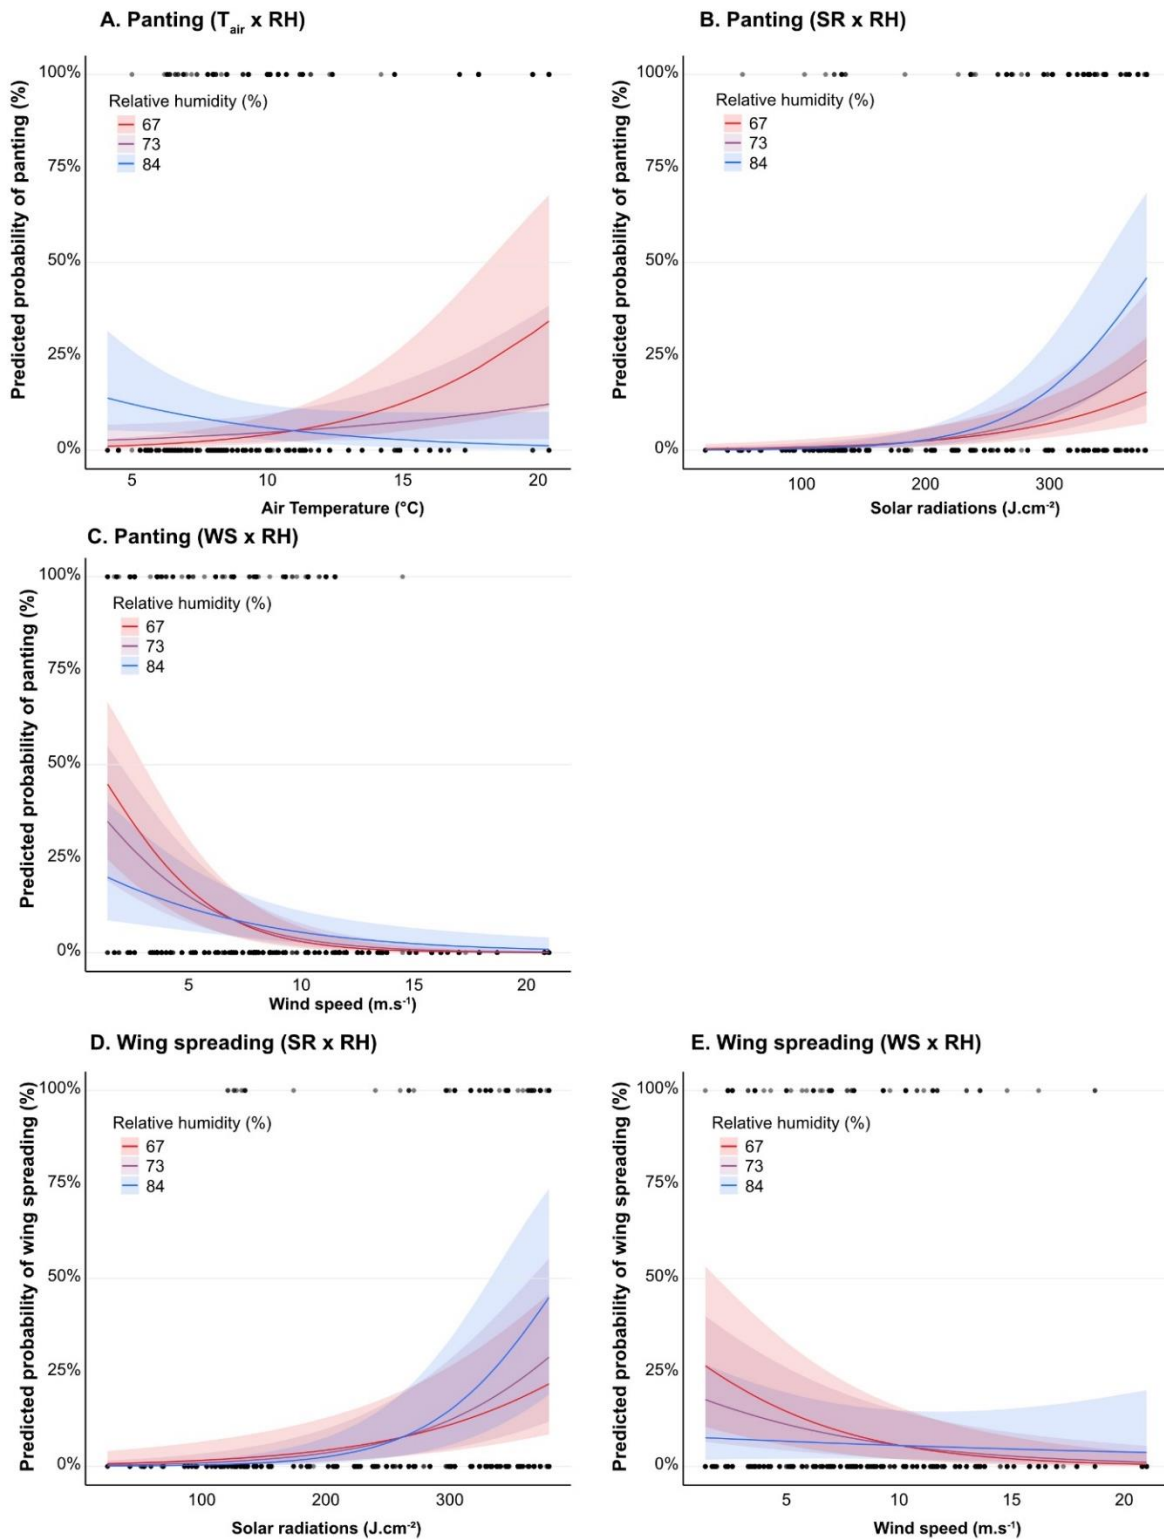 A. Panting (Tair x RH)
Predicted probability of panting (%)
100%
75%
50%
25%
0%
Relative humidity (%)
67
73
84
5 10 15 20
Air Temperature (°C)
B. Panting (SR x RH)
Predicted probability of panting (%)
100%
75%
50%
25%
0%
Relative humidity (%)
67
73
84
100 200 300
Solar radiations (J.cm⁻²)
C. Panting (WS x RH)
Predicted probability of panting (%)
100%
75%
50%
25%
0%
Relative humidity (%)
67
73
84
5 10 15 20
Wind speed (m.s⁻¹)
D. Wing spreading (SR x RH)
Predicted probability of wing spreading (%)
100%
75%
50%
25%
0%
Relative humidity (%)
67
73
84
100 200 300
Solar radiations (J.cm⁻²)
E. Wing spreading (WS x RH)
Predicted probability of wing spreading (%)
100%
75%
50%
25%
0%
Relative humidity (%)
67
73
84
5 10 15 20
Wind speed (m.s⁻¹)